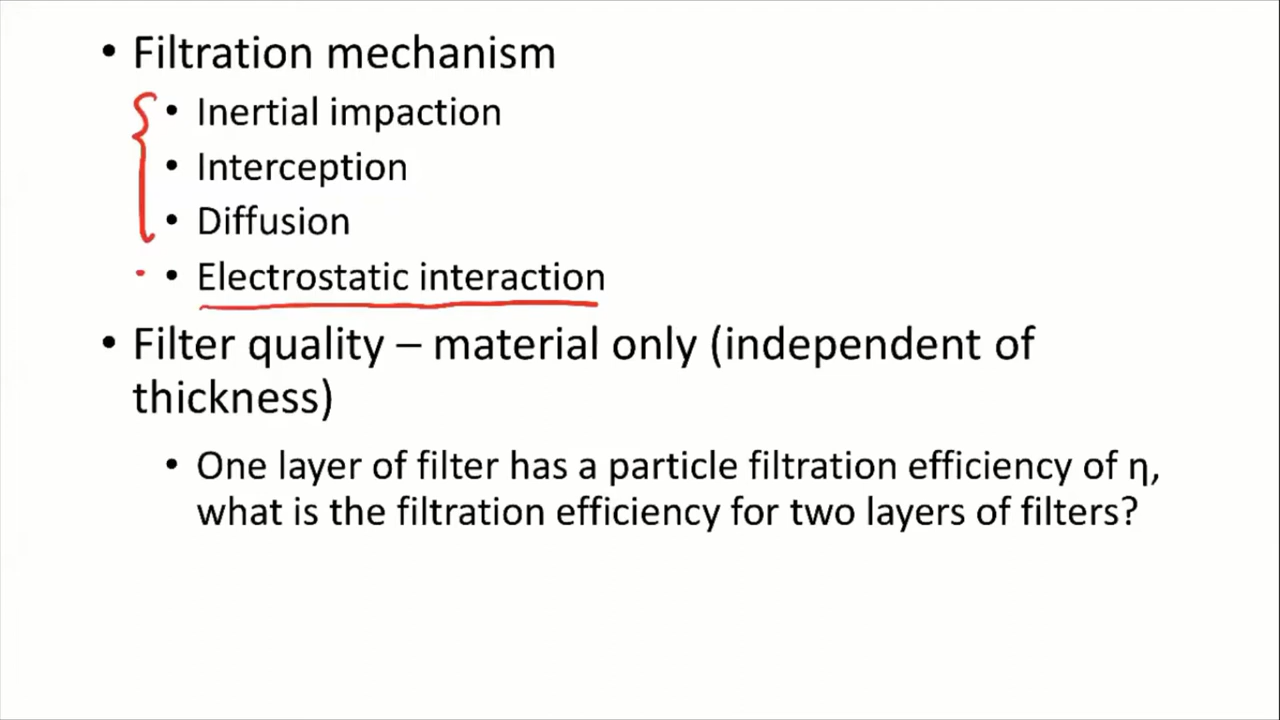 • Filtration mechanism
• Inertial impaction
• Interception
• Diffusion
• Electrostatic interaction
• Filter quality – material only (independent of
thickness)
• One layer of filter has a particle filtration efficiency of η,
what is the filtration efficiency for two layers of filters?